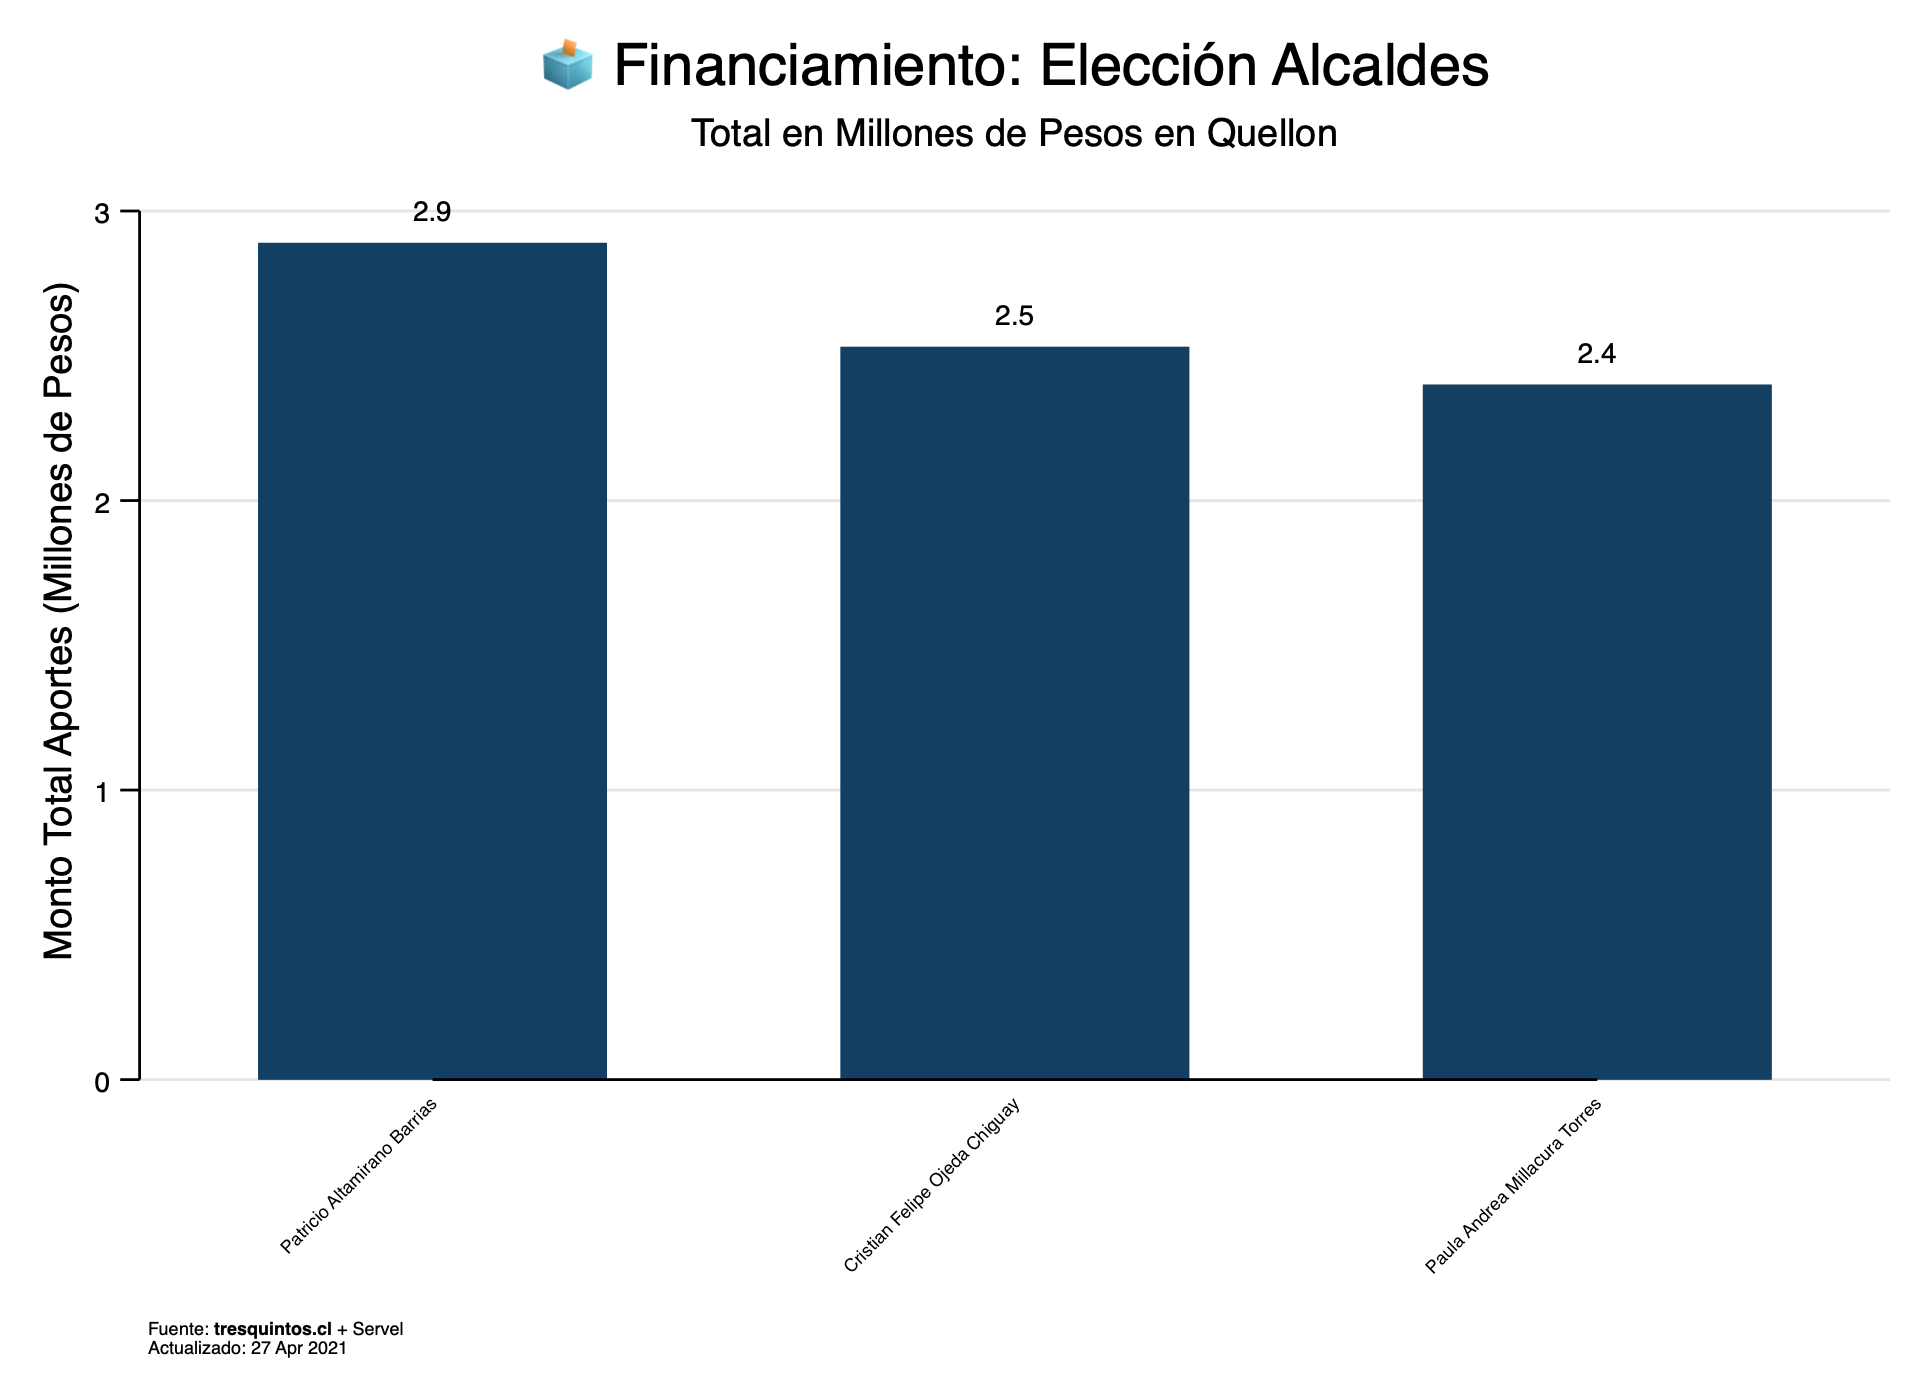 Financiamiento: Elección Alcaldes
Total en Millones de Pesos en Quellon
Monto Total Aportes (Millones de Pesos)
3
2
1
0
2.9
2.5
2.4
Patricio Altamirano Barrias
Cristian Felipe Ojeda Chiguay
Paula Andrea Millacura Torres
Fuente: tresquintos.cl + Servel
Actualizado: 27 Apr 2021